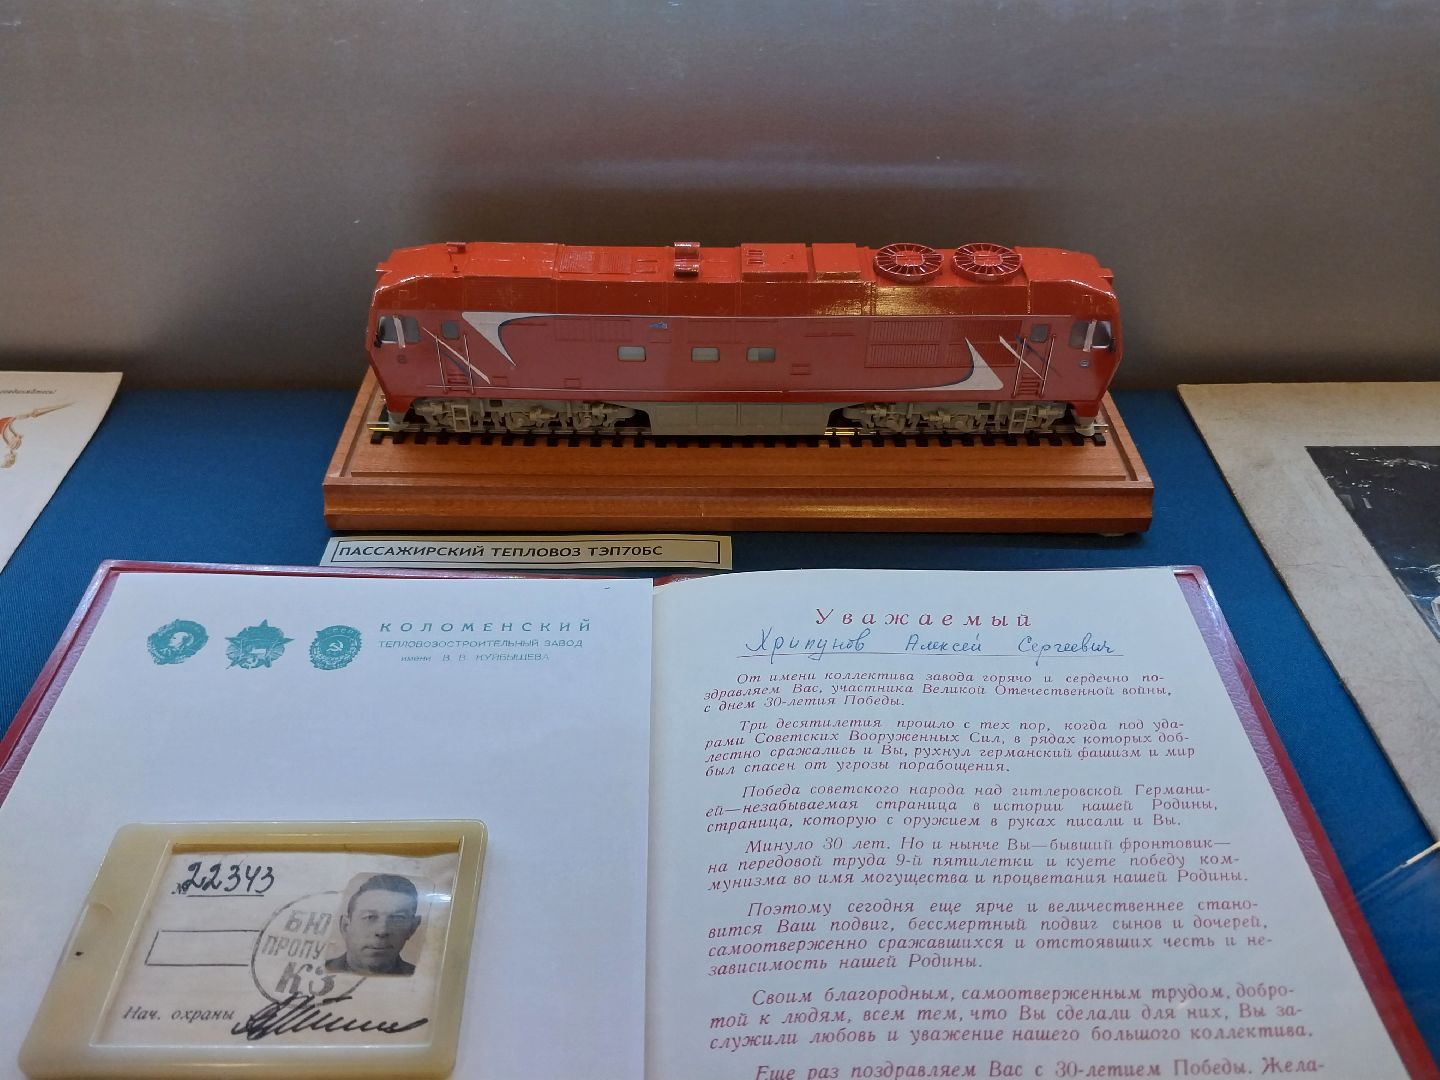 соединяйтесь!
ПАССАЖИРСКИЙ ТЕПЛОВОЗ ТЭП70БС
КОЛОМЕНСКИЙ
ТЕПЛОВОЗОСТРОИТЕЛЬНЫЙ ЗАВОД
имени В. В. КУЙБЫШЕВА
№ 22343
БЮ
ПРОПУ
КЗ
Нач. охраны
Уважаемый
Хрипунов Алексей Сергеевич
От имени коллектива завода горячо и сердечно по-
здравляем Вас, участника Великой Отечественной войны,
с днем 30-летия Победы.
Три десятилетия прошло с тех пор, когда под уда-
рами Советских Вооруженных Сил, в рядах которых доб-
лестно сражались и Вы, рухнул германский фашизм и мир
был спасен от угрозы порабощения.
Победа советского народа над гитлеровской Германи-
ей—незабываемая страница в истории нашей Родины,
страница, которую с оружием в руках писали и Вы.
Минуло 30 лет. Но и нынче Вы—бывший фронтовик—
на передовой труда 9-й пятилетки и куете победу ком-
мунизма во имя могущества и процветания нашей Родины.
Поэтому сегодня еще ярче и величественнее стано-
вится Ваш подвиг, бессмертный подвиг сынов и дочерей,
самоотверженно сражавшихся и отстоявших честь и не-
зависимость нашей Родины.
Своим благородным, самоотверженным трудом, добро-
той к людям, всем тем, что Вы сделали для них, Вы за-
служили любовь и уважение нашего большого коллектива.
Еще раз поздравляем Вас с 30-летием Победы. Жела-